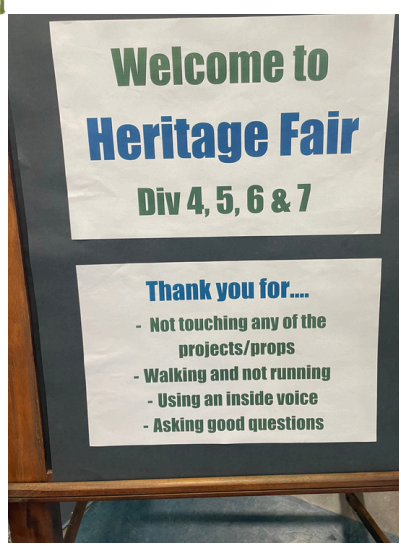 Welcome to
Heritage Fair
Div 4, 5, 6 & 7
Thank you for....
- Not touching any of the
projects/props
- Walking and not running
- Using an inside voice
- Asking good questions